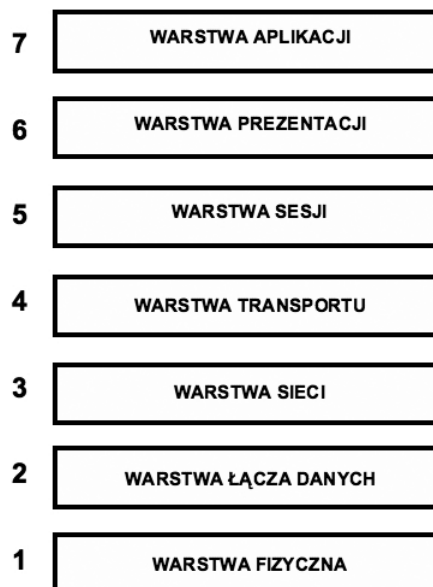 7 WARSTWA APLIKACJI
6 WARSTWA PREZENTACJI
5 WARSTWA SESJI
4 WARSTWA TRANSPORTU
3 WARSTWA SIECI
2 WARSTWA ŁĄCZA DANYCH
1 WARSTWA FIZYCZNA